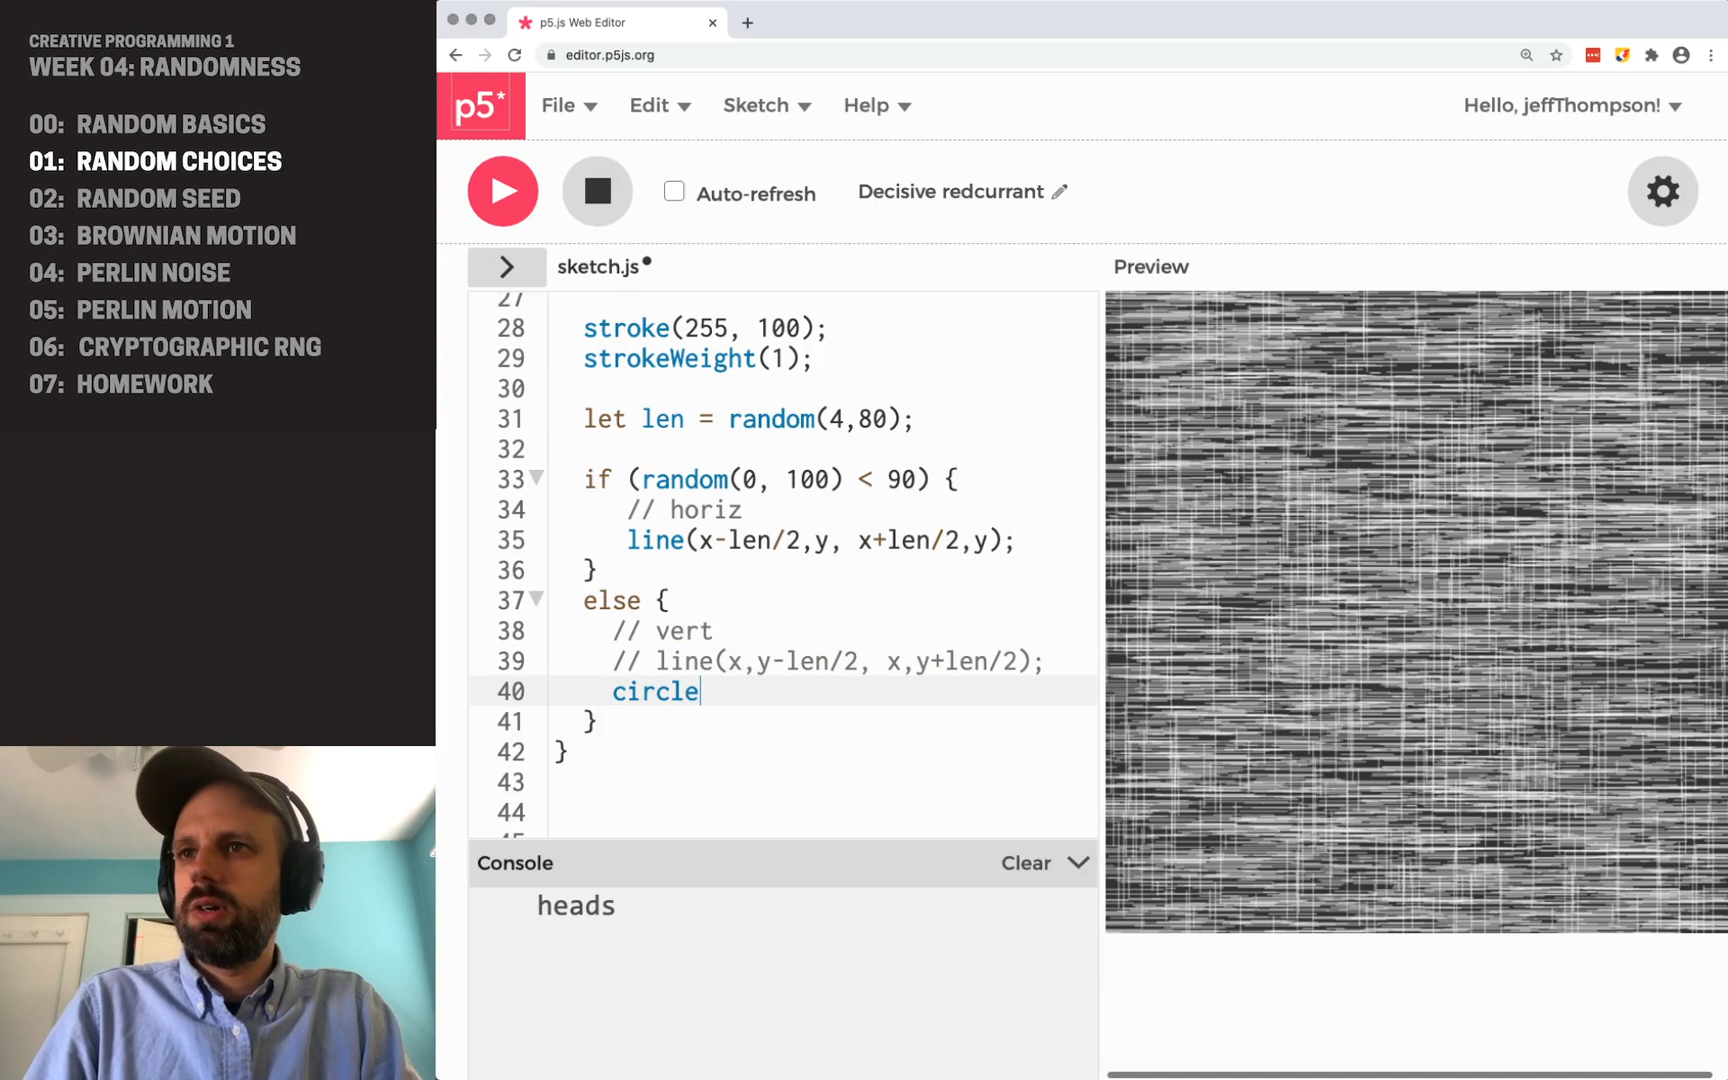 CREATIVE PROGRAMMING 1
WEEK 04: RANDOMNESS
00: RANDOM BASICS
01: RANDOM CHOICES
02: RANDOM SEED
03: BROWNIAN MOTION
04: PERLIN NOISE
05: PERLIN MOTION
06: CRYPTOGRAPHIC RNG
07: HOMEWORK
p5.js Web Editor
editor.p5js.org
p5* File Edit Sketch Help Hello, jeffThompson!
Auto-refresh Decisive redcurrant
sketch.js Preview
27
28 stroke(255, 100);
29 strokeWeight(1);
30
31 let len = random(4,80);
32
33 if (random(0, 100) < 90) {
34 // horiz
35 line(x-len/2,y, x+len/2,y);
36 }
37 else {
38 // vert
39 // line(x,y-len/2, x,y+len/2);
40 circle
41 }
42 }
43
44
Console Clear
heads